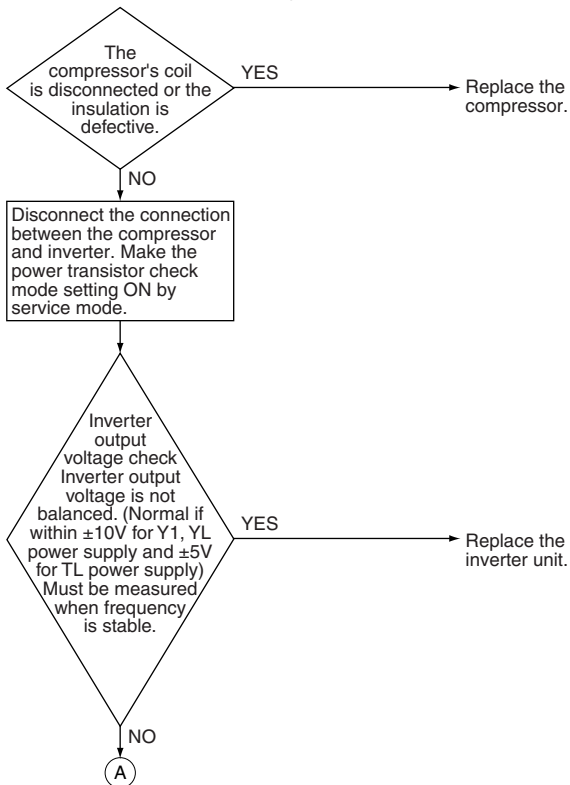 The
compressor's coil
is disconnected or the
insulation is
defective.
YES
Replace the
compressor.
NO
Disconnect the connection
between the compressor
and inverter. Make the
power transistor check
mode setting ON by
service mode.
Inverter
output
voltage check
Inverter output
voltage is not
balanced. (Normal if
within ±10V for Y1, YL
power supply and ±5V
for TL power supply)
Must be measured
when frequency
is stable.
YES
Replace the
inverter unit.
NO
A